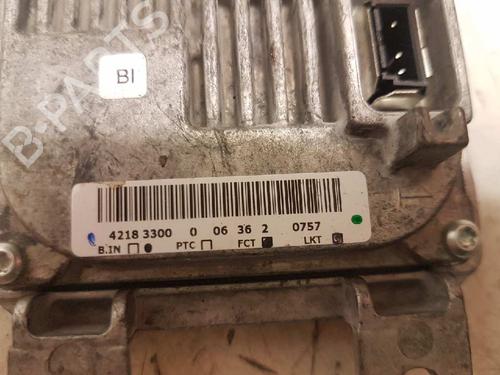 BI
B-PARTS
4218 3300 0 06 36 2 0757
B.IN PTC FCT LKT